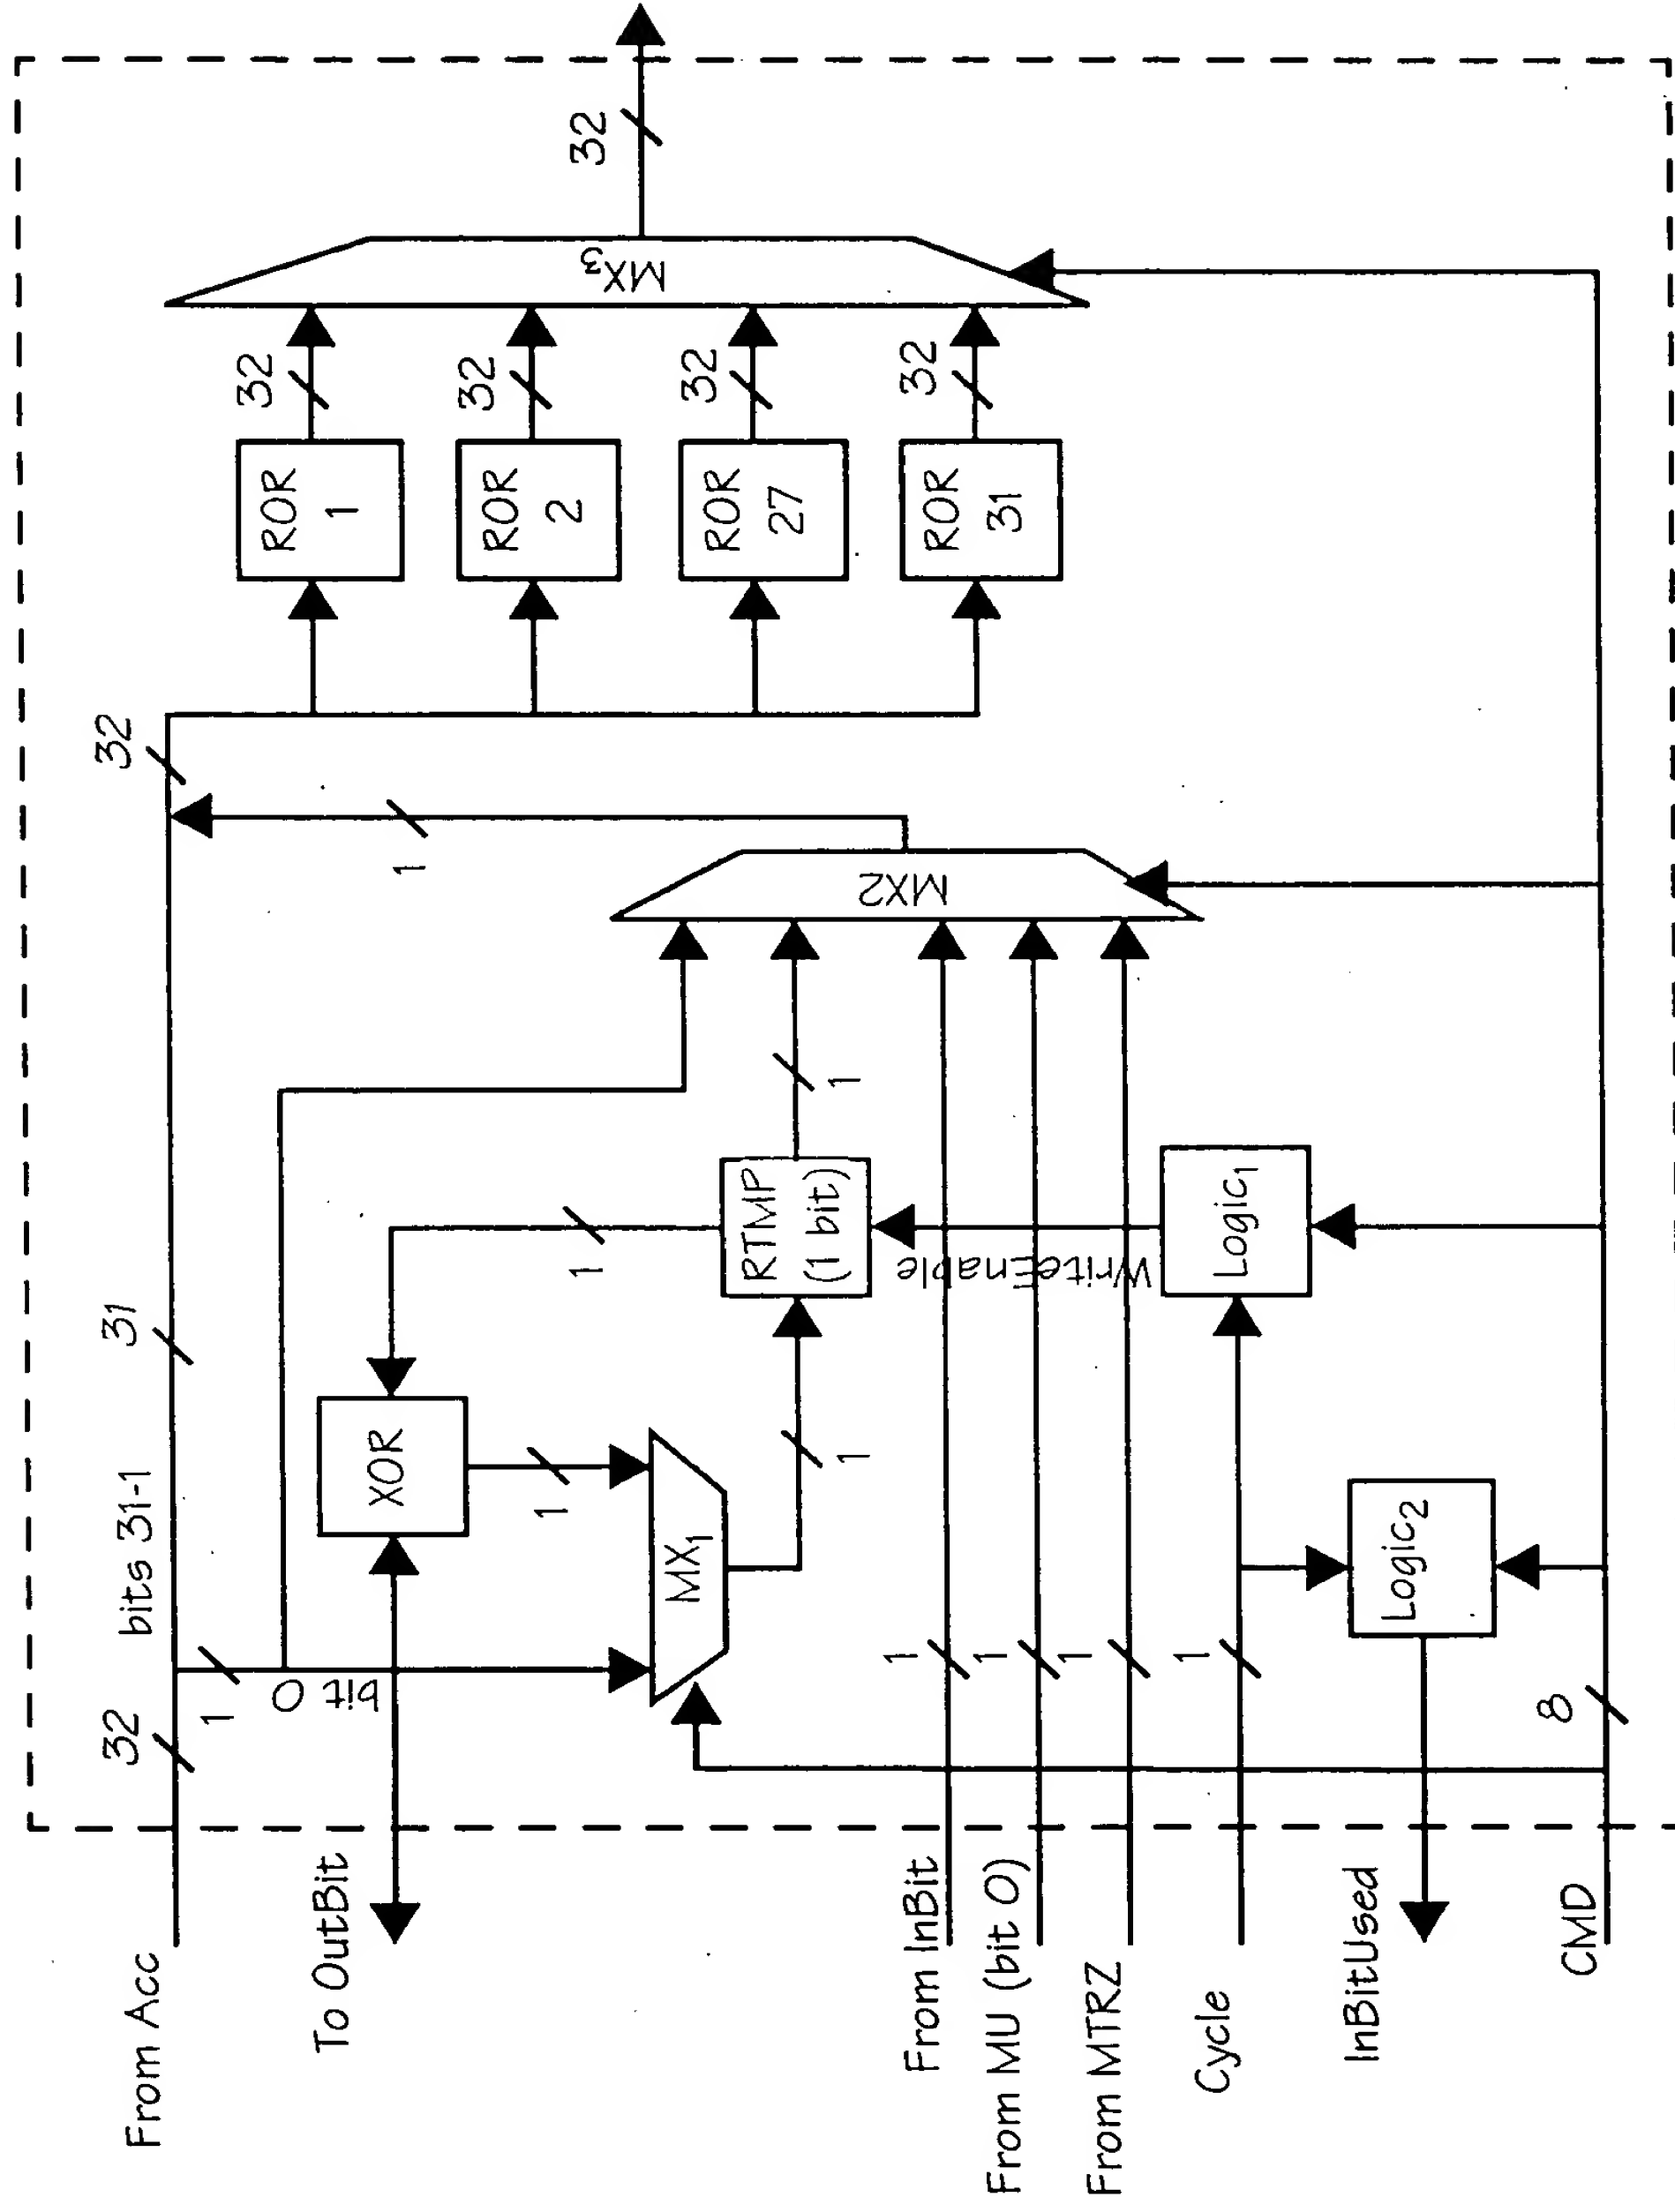 From Acc
32
bits 31-1
31
32
1
bit 0
To OutBit
XOR
1
1
MX1
1
RTMP
(1 bit)
1
WriteEnable
MX2
1
ROR
1
32
ROR
2
32
ROR
27
32
ROR
31
32
MX3
32
From InBit
1
From MU (bit 0)
1
From MTRZ
1
Cycle
1
Logic1
Logic2
InBitUsed
CMD
8